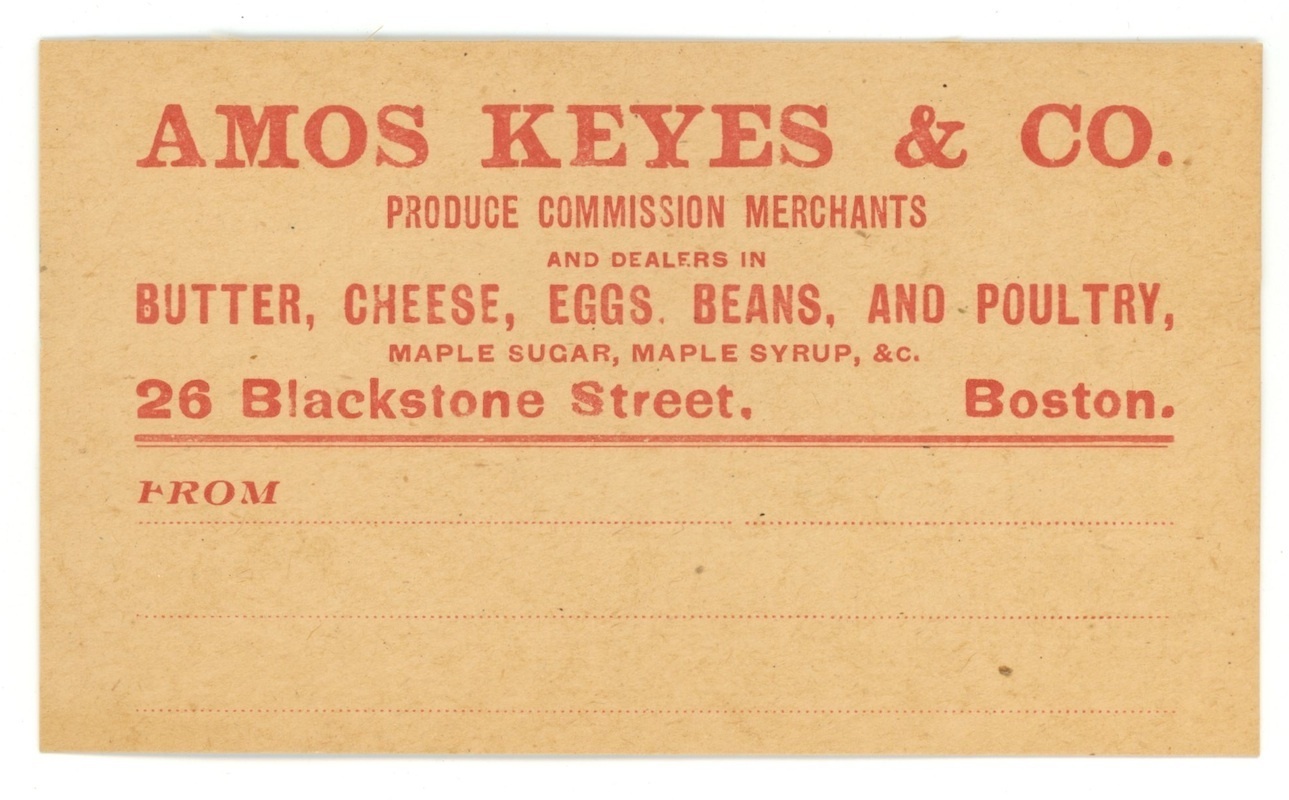 AMOS KEYES & CO.
PRODUCE COMMISSION MERCHANTS
AND DEALERS IN
BUTTER, CHEESE, EGGS. BEANS, AND POULTRY,
MAPLE SUGAR, MAPLE SYRUP, &c.
26 Blackstone Street. Boston.
FROM